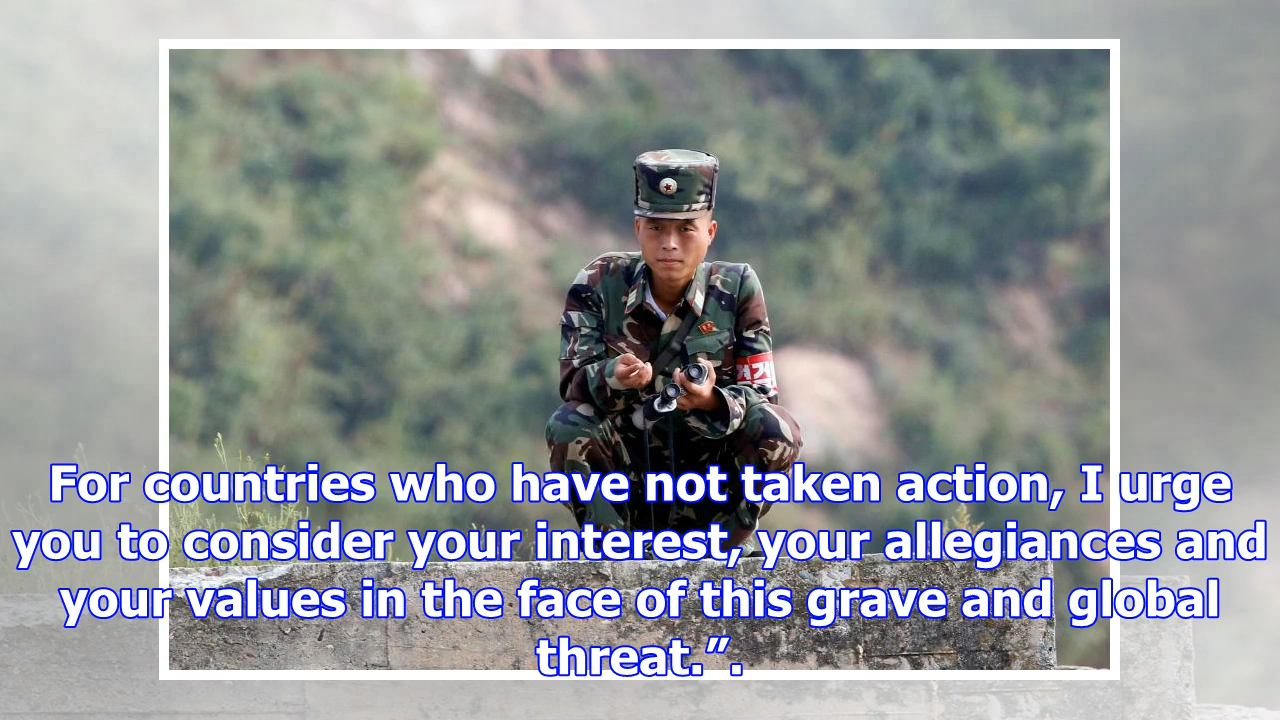 For countries who have not taken action, I urge
you to consider your interest, your allegiances and
your values in the face of this grave and global
threat.”.